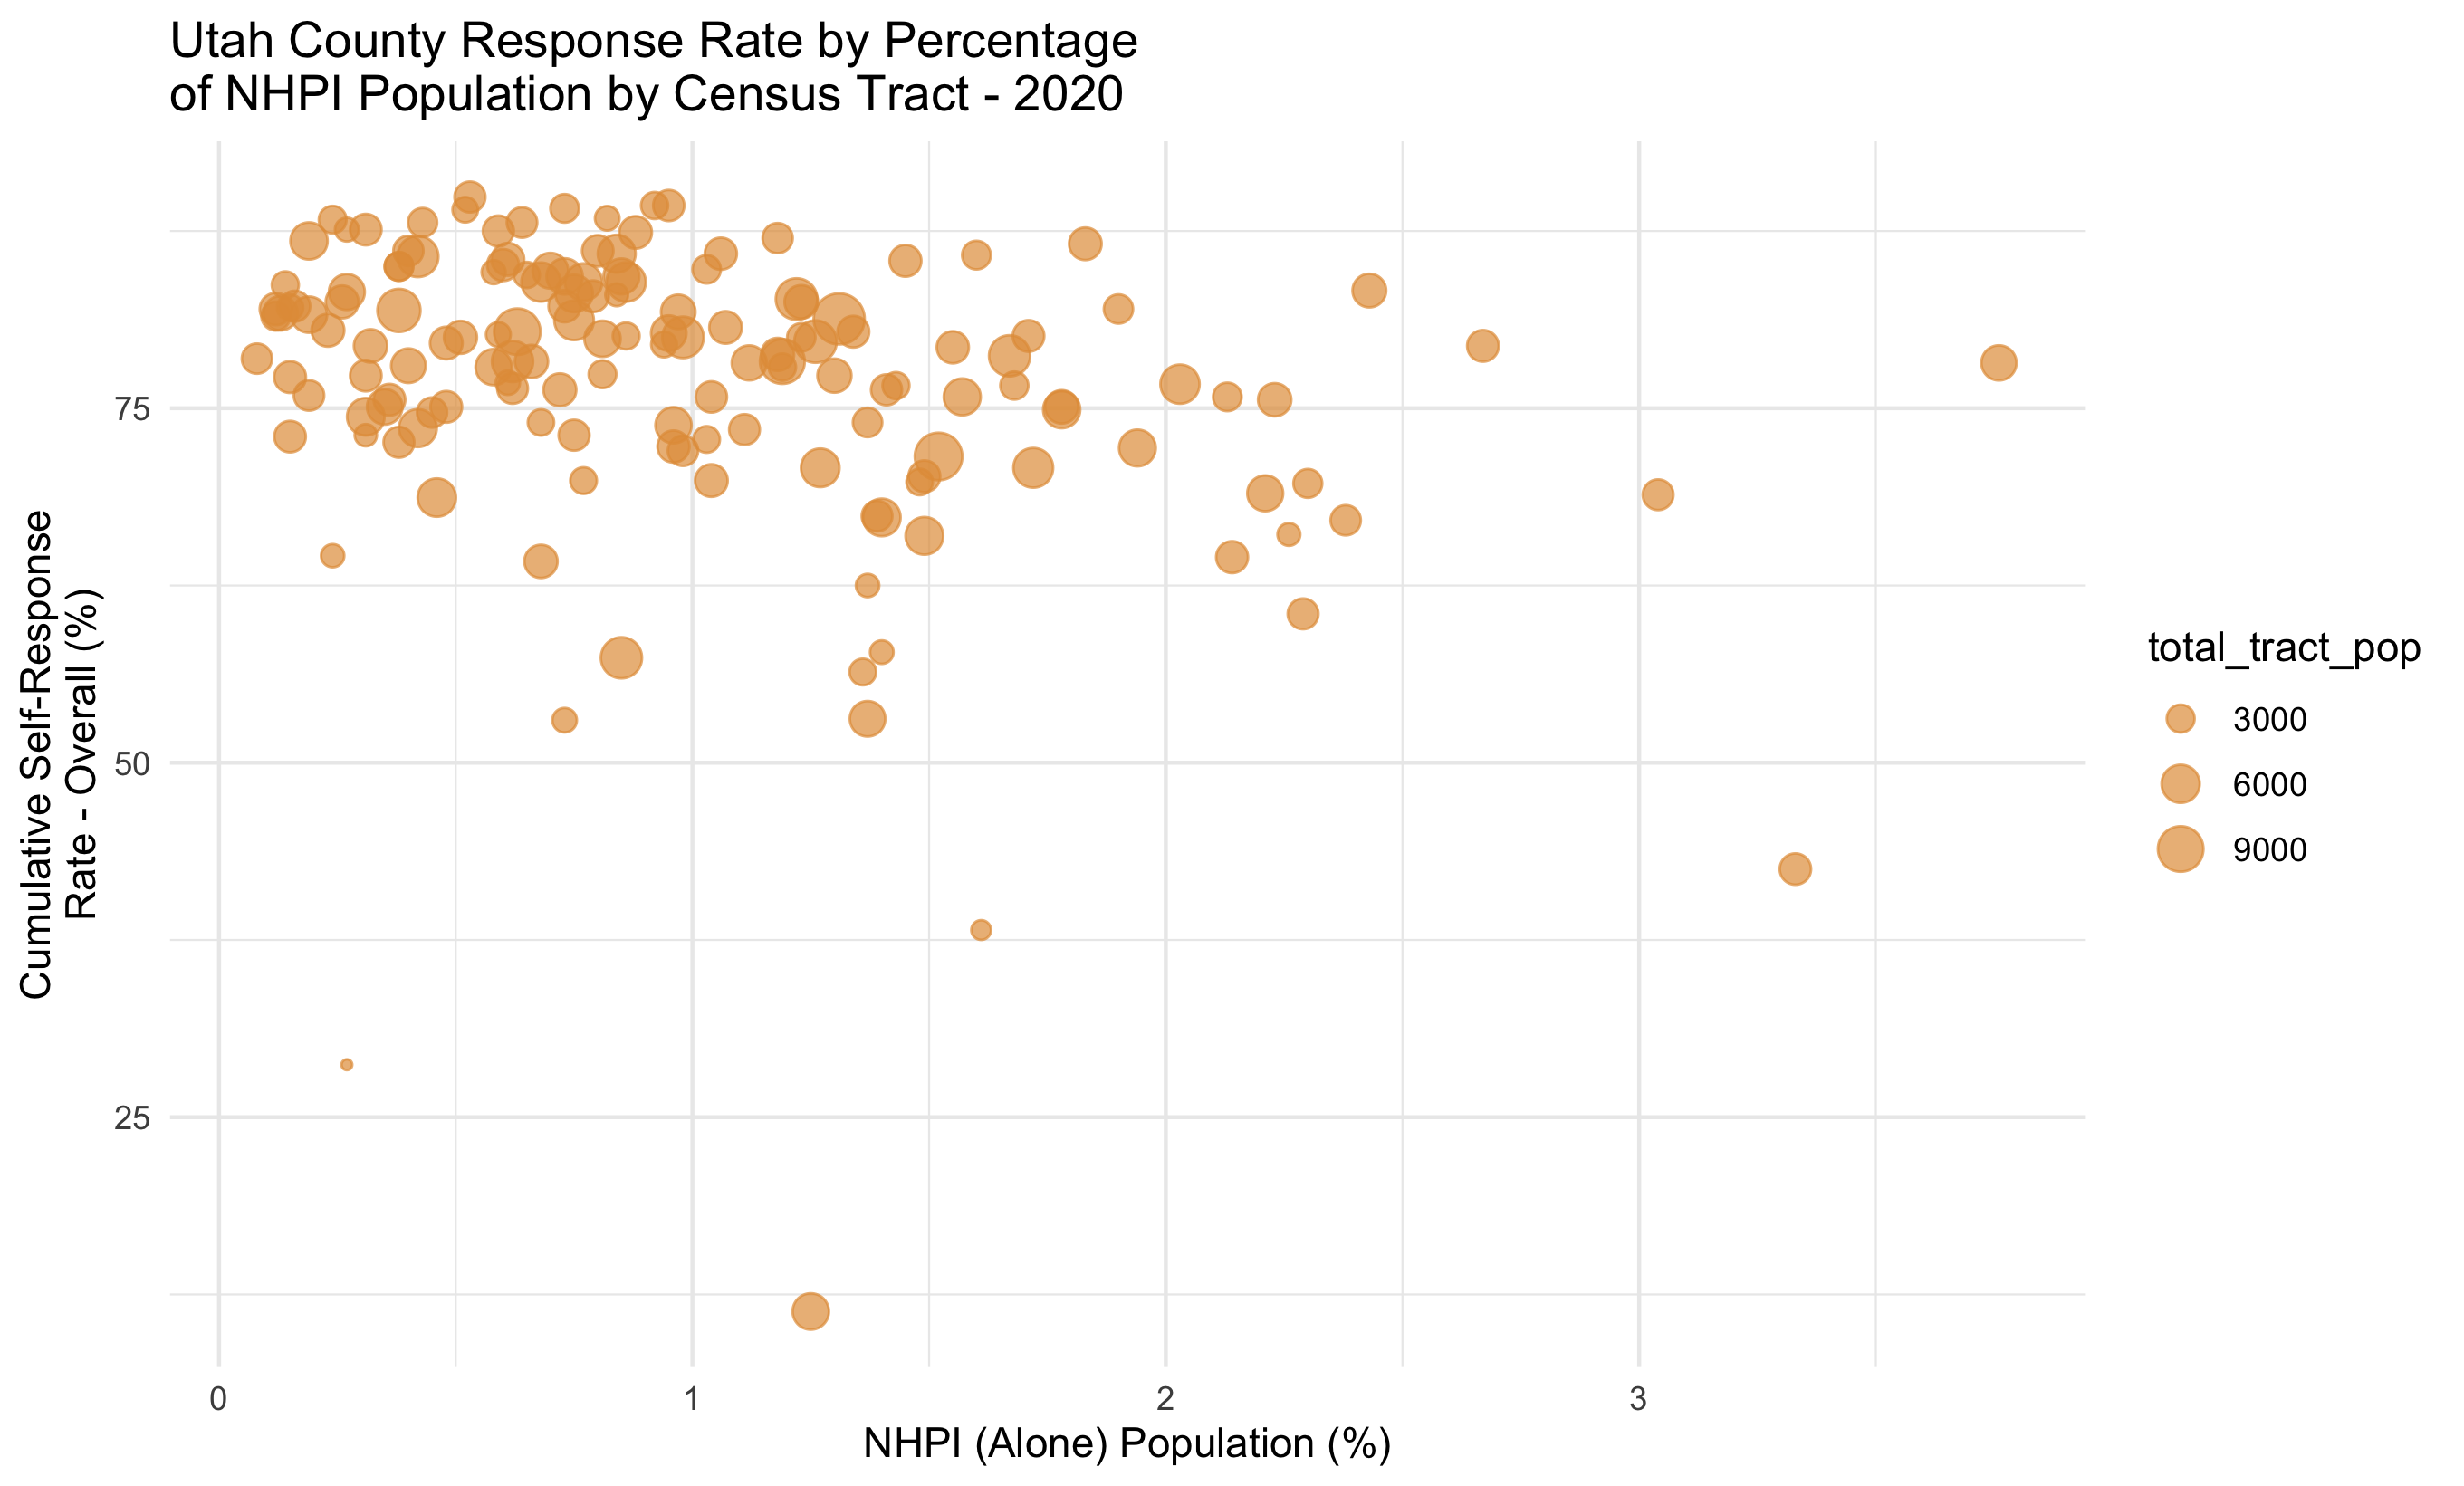 Utah County Response Rate by Percentage
of NHPI Population by Census Tract - 2020
Cumulative Self-Response
Rate - Overall (%)
75
50
25
0
1
2
3
NHPI (Alone) Population (%)
total_tract_pop
3000
6000
9000